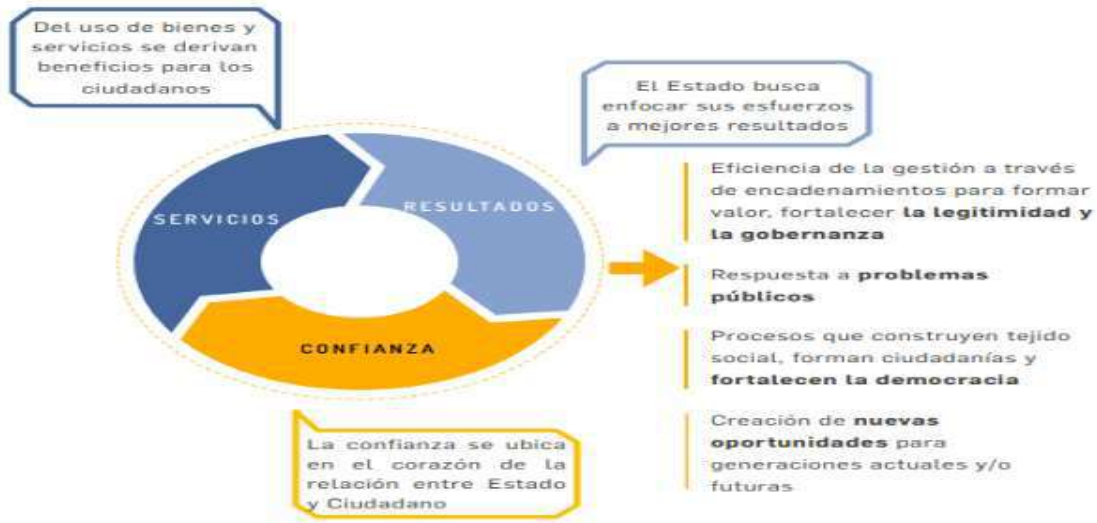 Del uso de bienes y
servicios se derivan
beneficios para los
ciudadanos
El Estado busca
enfocar sus esfuerzos
a mejores resultados
SERVICIOS
RESULTADOS
CONFIANZA
La confianza se ubica
en el corazón de la
relación entre Estado
y Ciudadano
Eficiencia de la gestión a través
de encadenamientos para formar
valor, fortalecer la legitimidad y
la gobernanza
Respuesta a problemas
públicos
Procesos que construyen tejido
social, forman ciudadanías y
fortalecen la democracia
Creación de nuevas
oportunidades para
generaciones actuales y/o
futuras